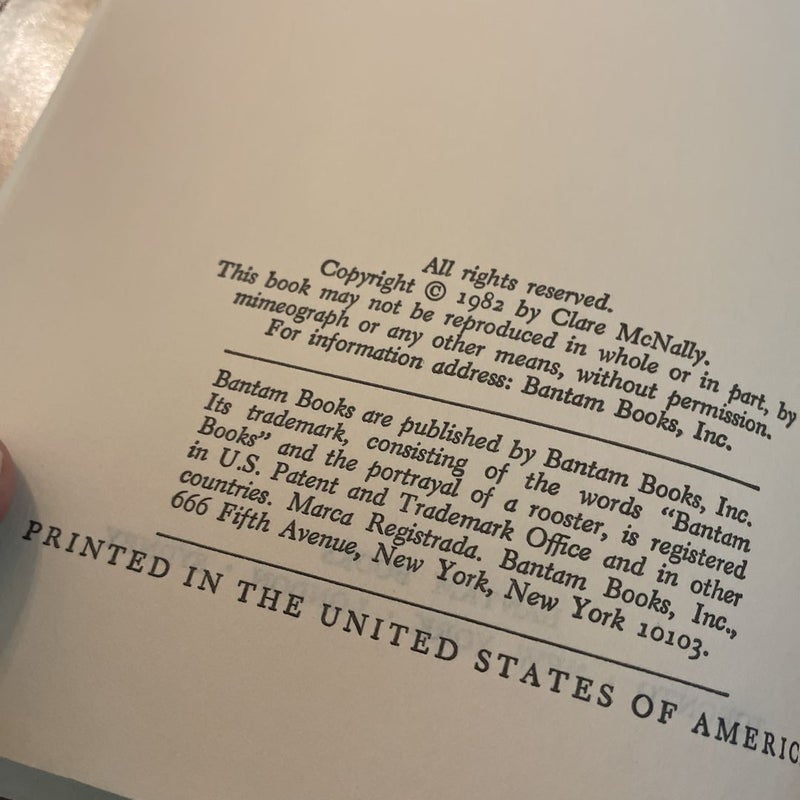 All rights reserved.
Copyright © 1982 by Clare McNally.
This book may not be reproduced in whole or in part, by
mimeograph or any other means, without permission.
For information address: Bantam Books, Inc.
Bantam Books are published by Bantam Books, Inc.
Its trademark, consisting of the words “Bantam
Books” and the portrayal of a rooster, is registered
in U.S. Patent and Trademark Office and in other
countries. Marca Registrada. Bantam Books, Inc.,
666 Fifth Avenue, New York, New York 10103.
PRINTED IN THE UNITED STATES OF AMERIC